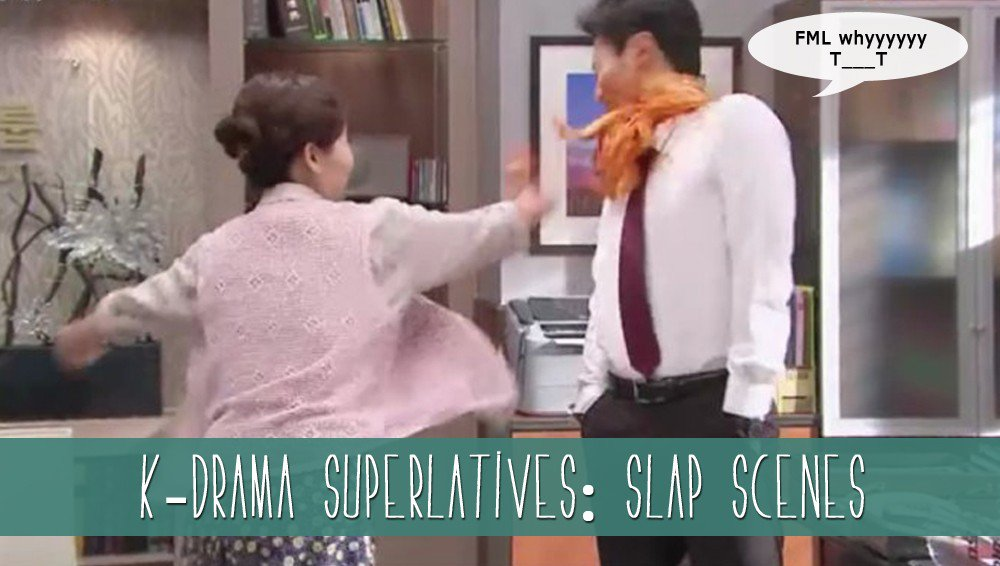 FML whyyyyyy
T___T
K-DRAMA SUPERLATIVES: SLAP SCENES